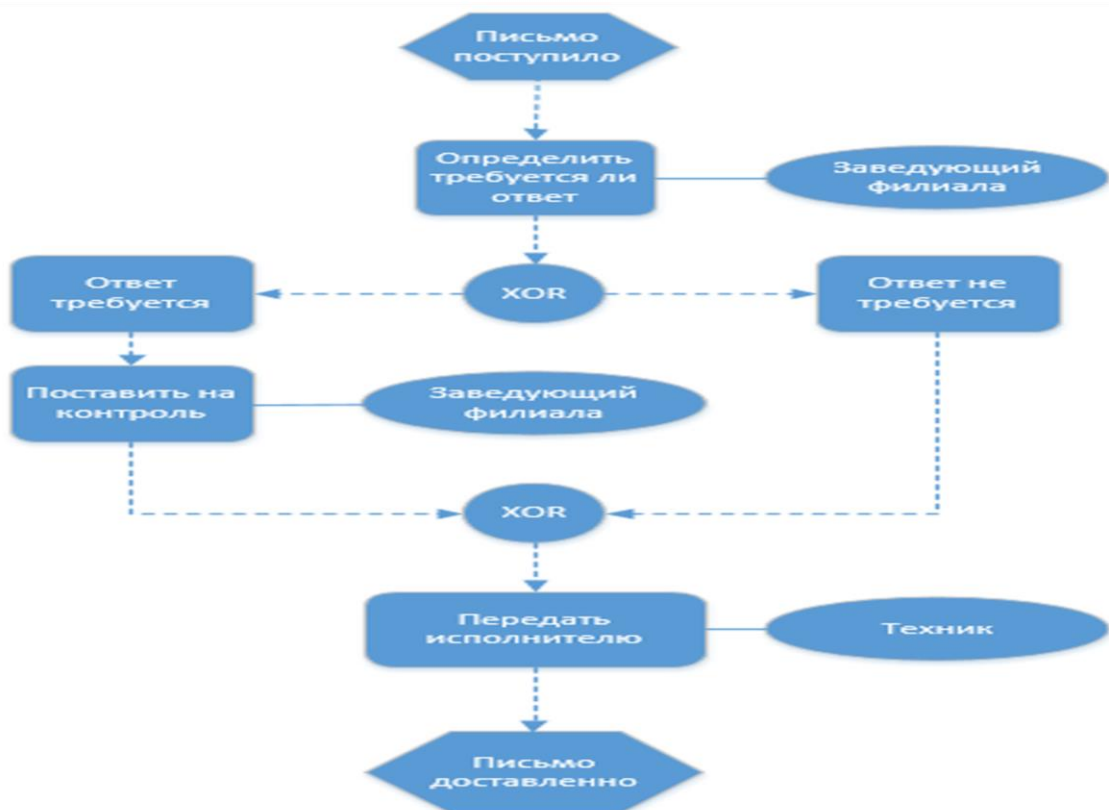 Письмо
поступило
Определить
требуется ли
ответ
Заведующий
филиала
Ответ
требуется
XOR
Ответ не
требуется
Поставить на
контроль
Заведующий
филиала
XOR
Передать
исполнителю
Техник
Письмо
доставленно